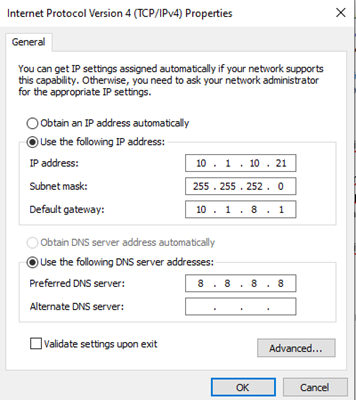 Internet Protocol Version 4 (TCP/IPv4) Properties
General
You can get IP settings assigned automatically if your network supports
this capability. Otherwise, you need to ask your network administrator
for the appropriate IP settings.
Obtain an IP address automatically
Use the following IP address:
IP address: 10 . 1 . 10 . 21
Subnet mask: 255 . 255 . 252 . 0
Default gateway: 10 . 1 . 8 . 1
Obtain DNS server address automatically
Use the following DNS server addresses:
Preferred DNS server: 8 . 8 . 8 . 8
Alternate DNS server: . . .
Validate settings upon exit
Advanced...
OK Cancel